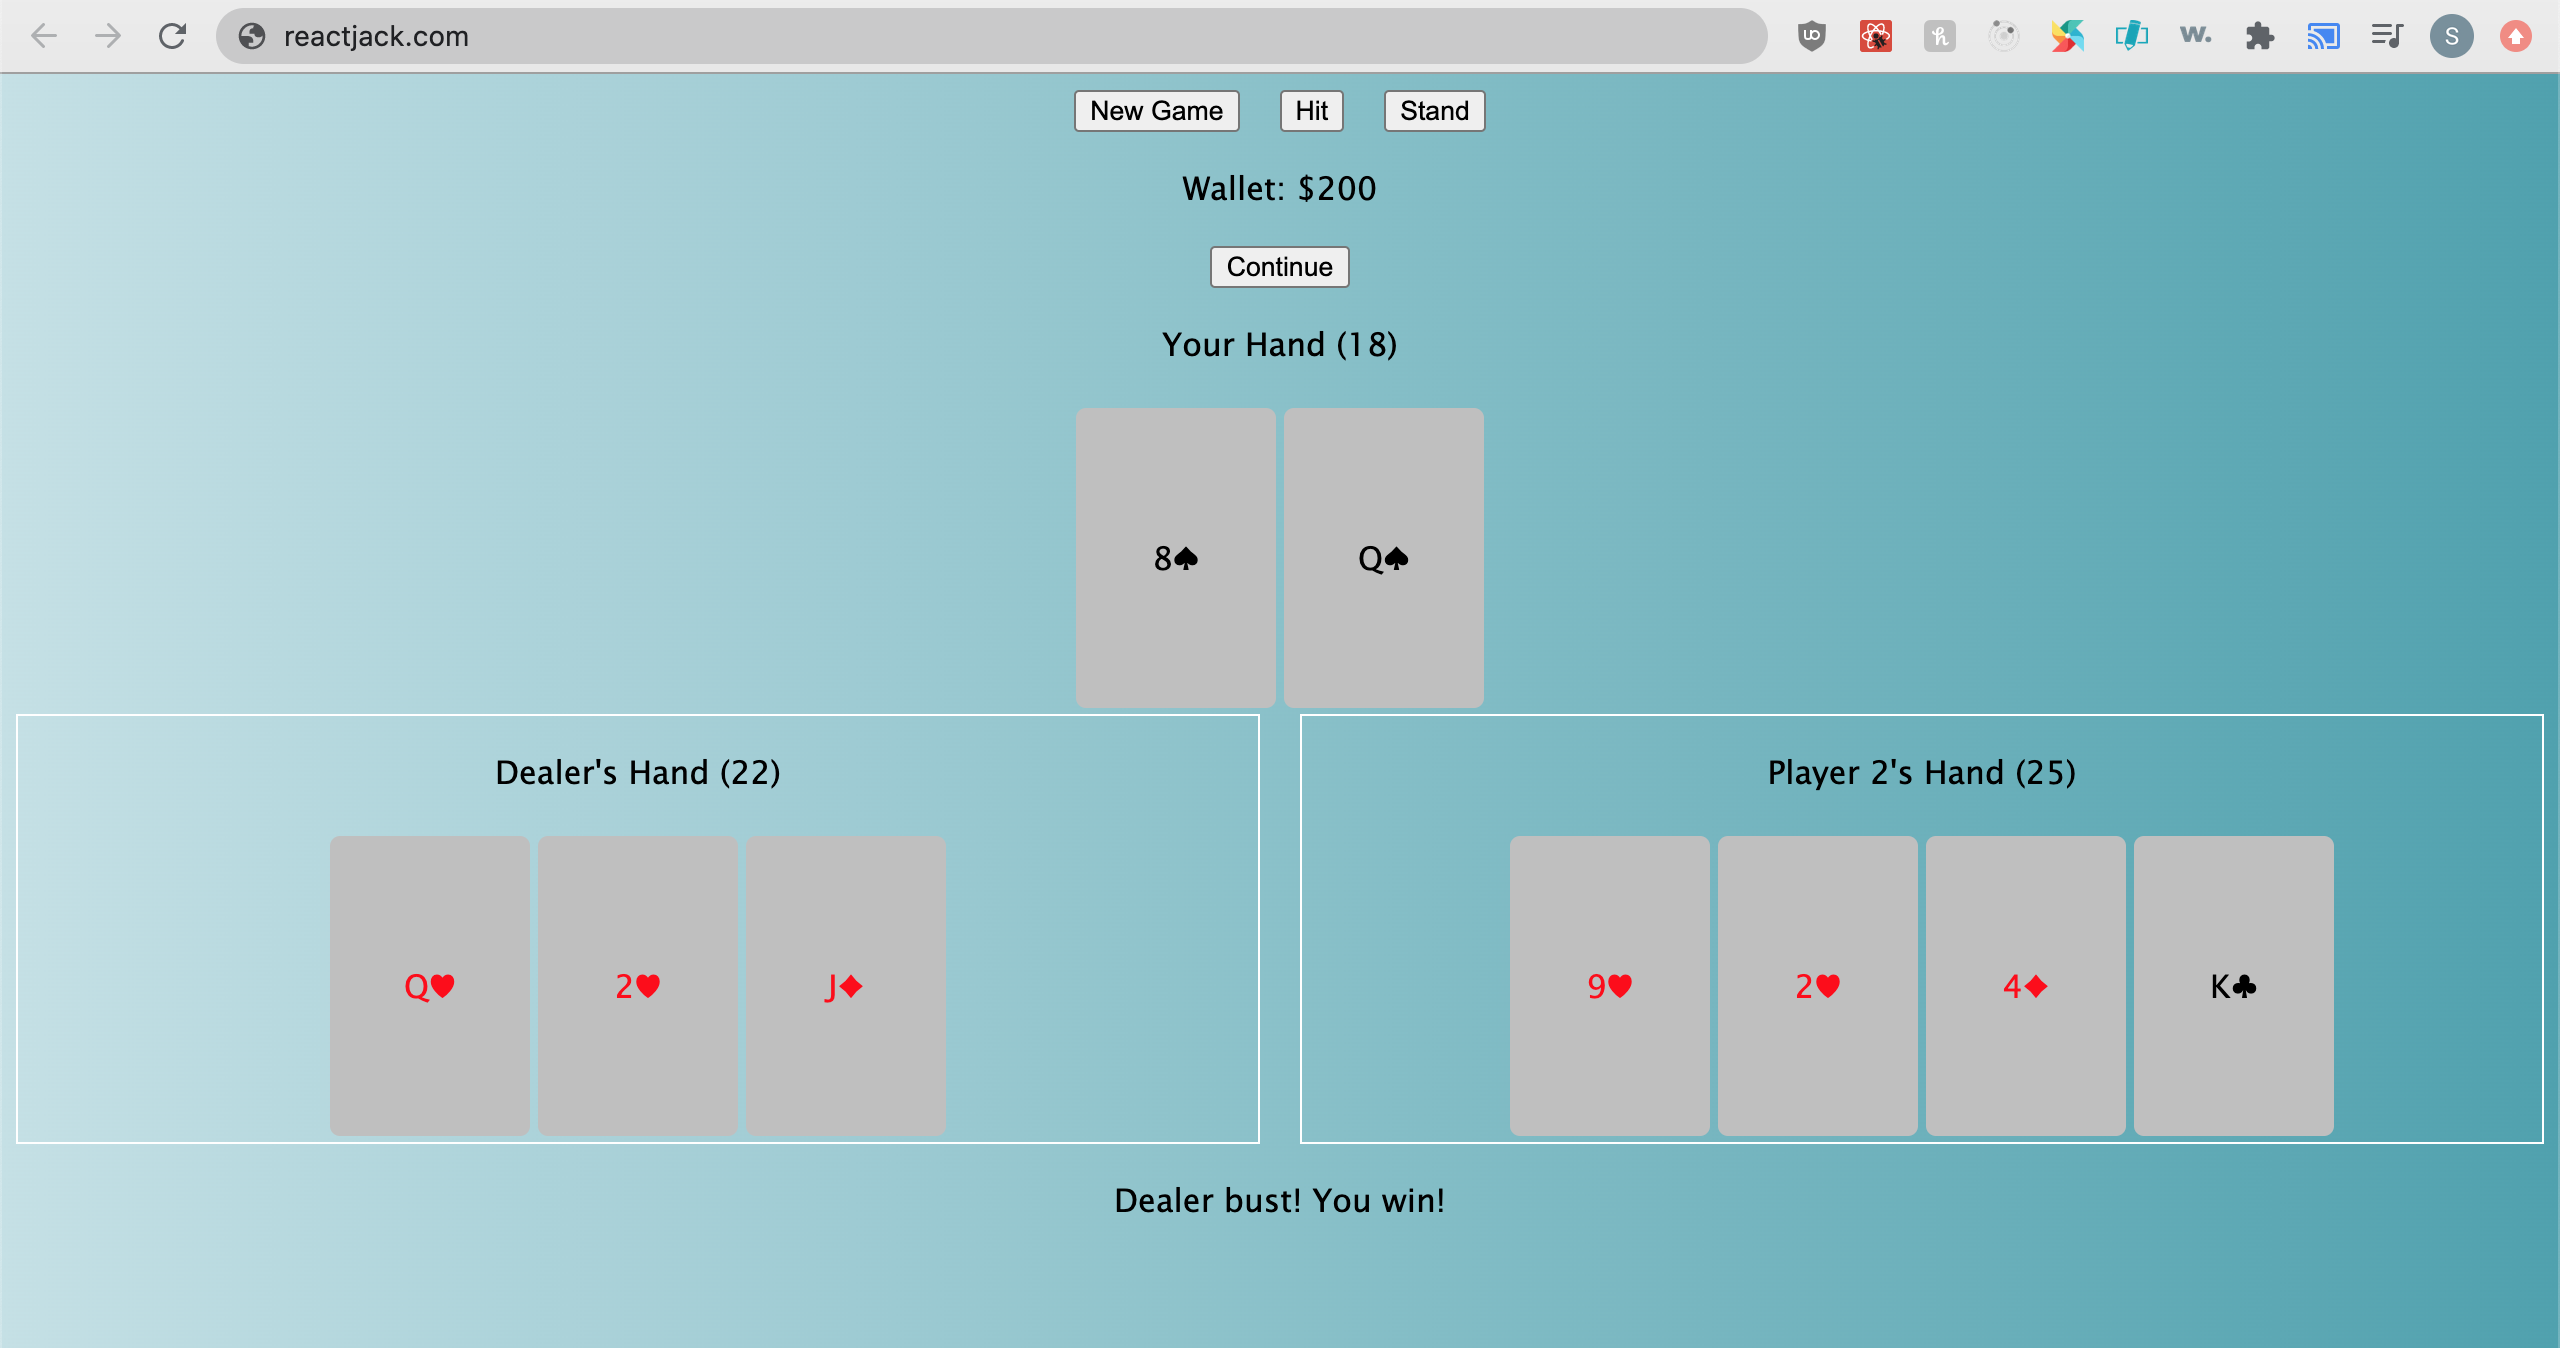 reactjack.com
UO
h
W.
S
New Game Hit Stand
Wallet: $200
Continue
Your Hand (18)
8♠ Q♠
Dealer's Hand (22)
Q♥ 2♥ J♦
Player 2's Hand (25)
9♥ 2♥ 4♦ K♣
Dealer bust! You win!